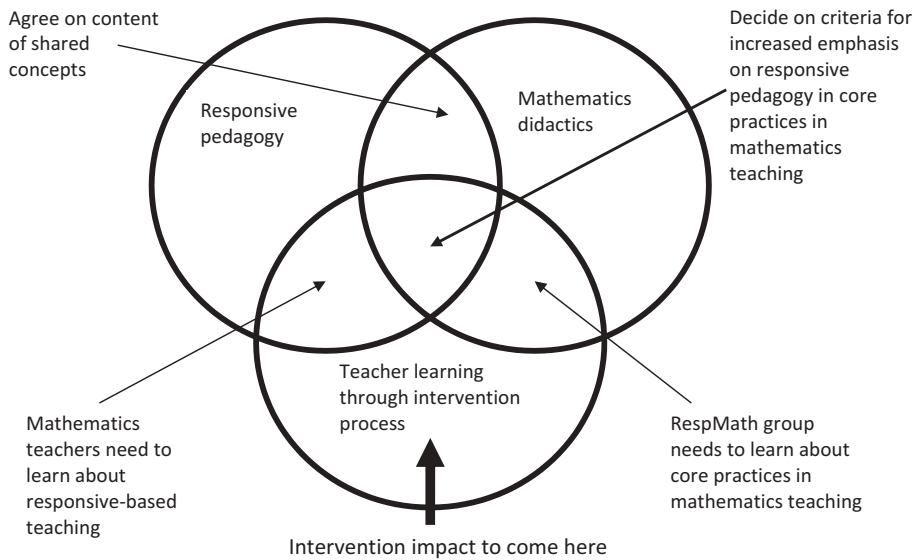 Agree on content
of shared
concepts
Decide on criteria for
increased emphasis
on responsive
pedagogy in core
practices in
mathematics
teaching
Responsive
pedagogy
Mathematics
didactics
Teacher learning
through intervention
process
Mathematics
teachers need to
learn about
responsive-based
teaching
RespMath group
needs to learn about
core practices in
mathematics teaching
Intervention impact to come here